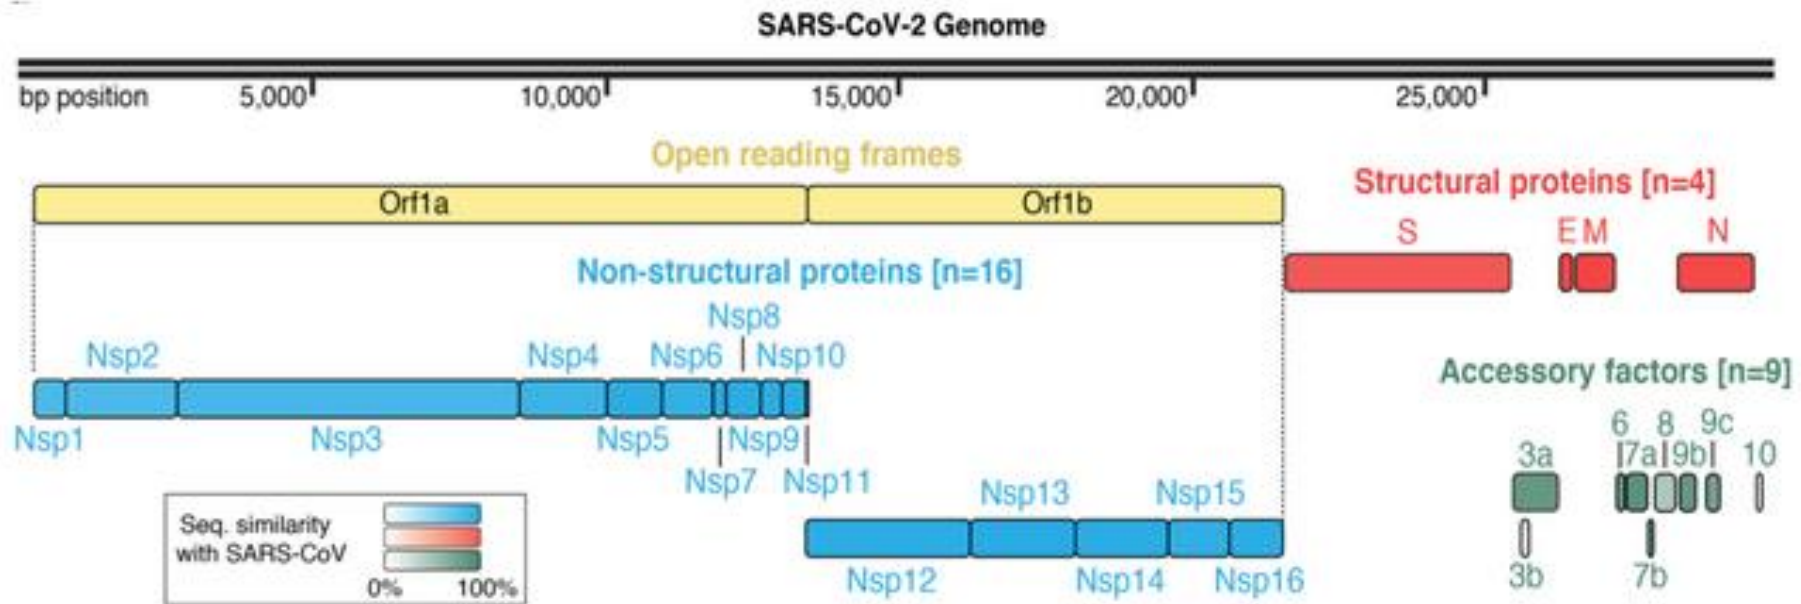 SARS-CoV-2 Genome
bp position 5,000 10,000 15,000 20,000 25,000
Open reading frames
Orf1a Orf1b
Structural proteins [n=4]
S E M N
Non-structural proteins [n=16]
Nsp8
Nsp2 Nsp4 Nsp6 Nsp10
Nsp1 Nsp3 Nsp5 Nsp9
Nsp7 Nsp11
Accessory factors [n=9]
6 8 9c
3a 7a 9b 10
3b 7b
Nsp13 Nsp15
Nsp12 Nsp14 Nsp16
Seq. similarity
with SARS-CoV
0% 100%